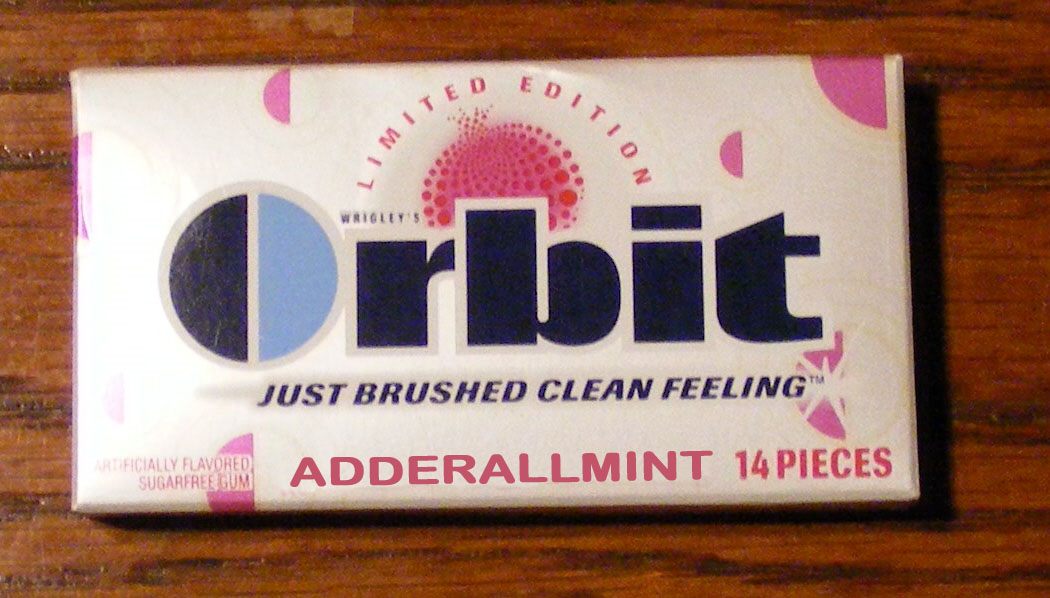 LIMITED EDITION
WRIGLEY'S
Orbit
JUST BRUSHED CLEAN FEELING™
ARTIFICIALLY FLAVORED
SUGARFREE GUM
ADDERALLMINT
14 PIECES